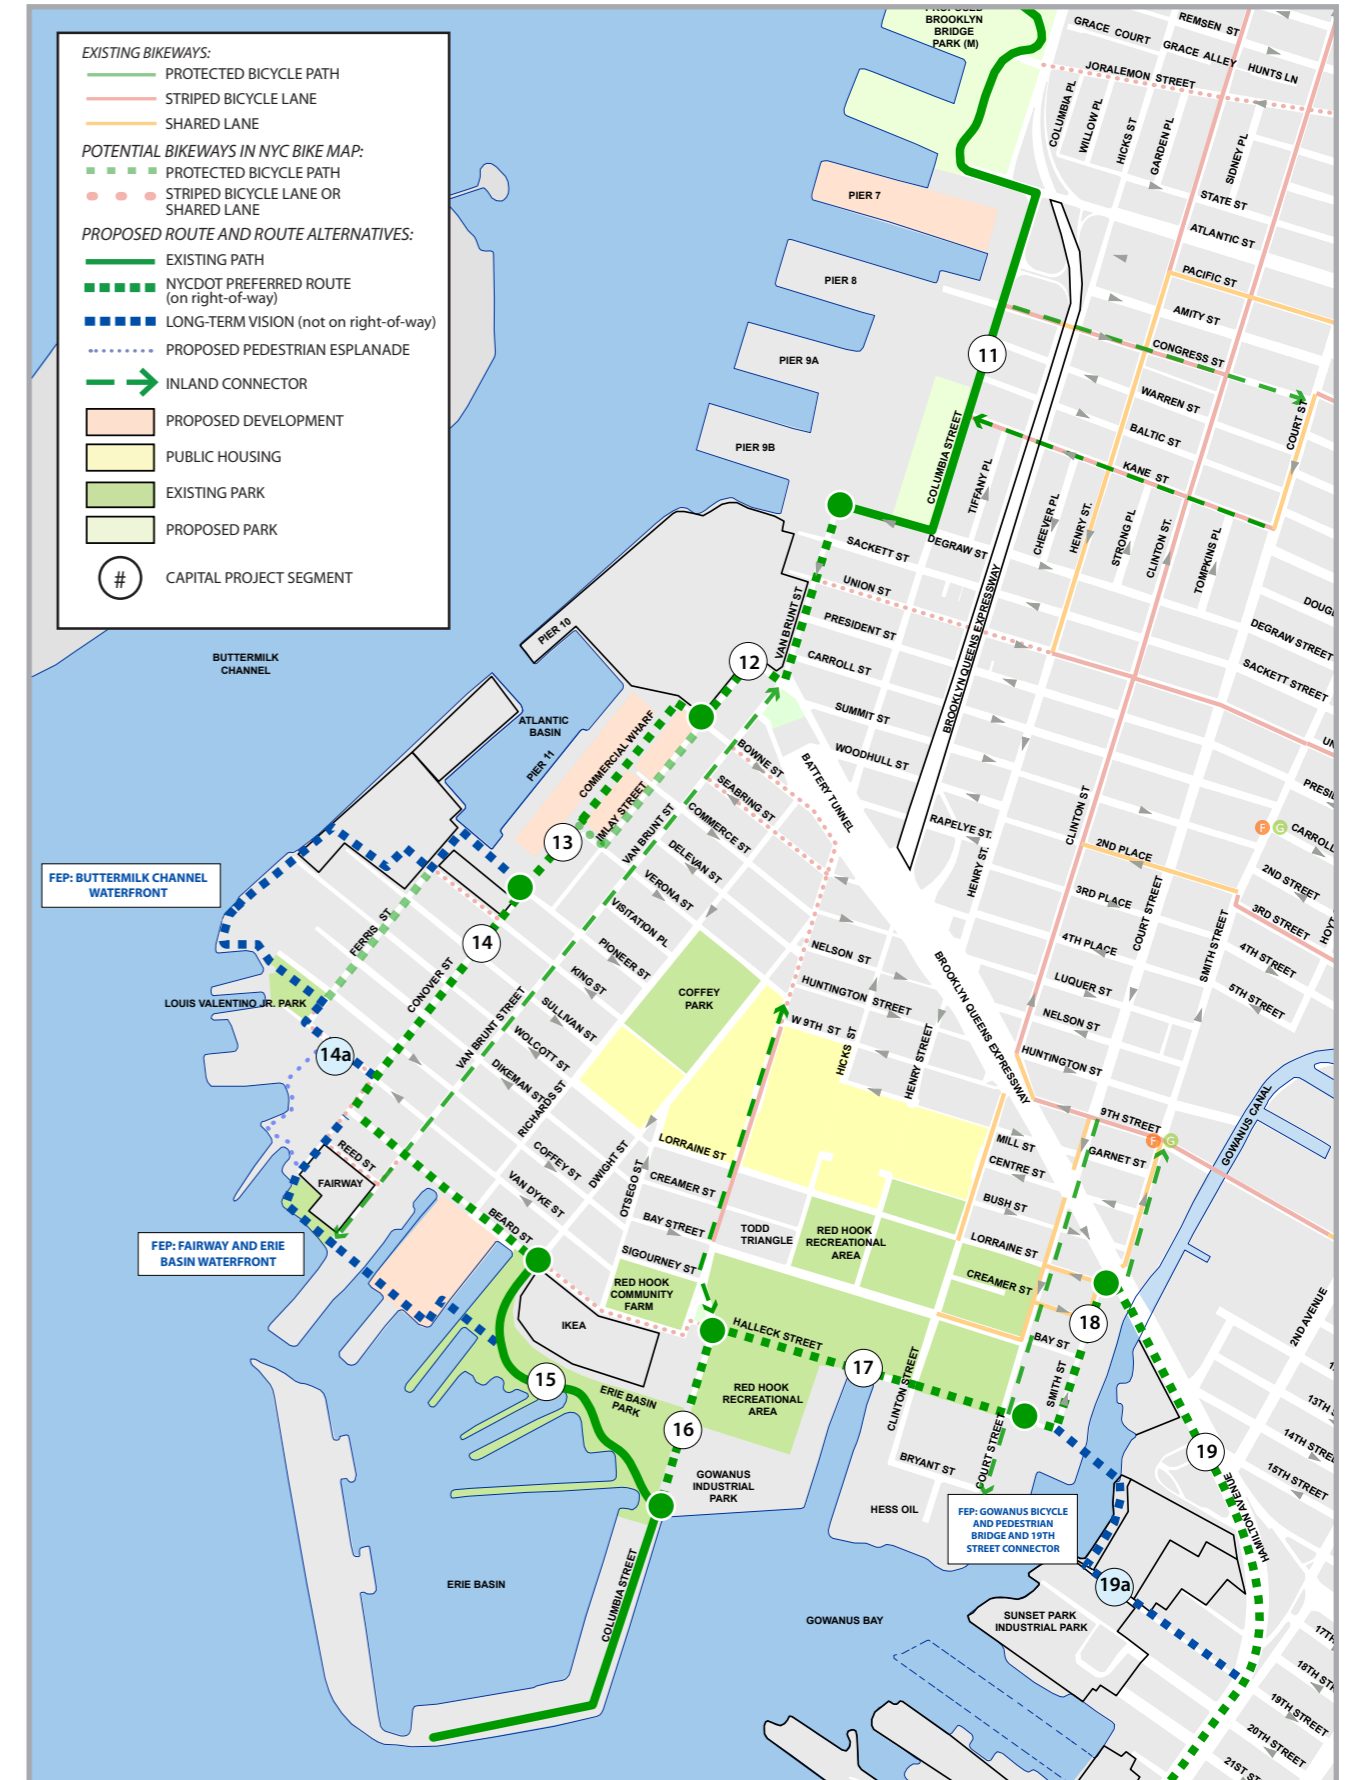 EXISTING BIKEWAYS:
PROTECTED BICYCLE PATH
STRIPED BICYCLE LANE
SHARED LANE
POTENTIAL BIKEWAYS IN NYC BIKE MAP:
PROTECTED BICYCLE PATH
STRIPED BICYCLE LANE OR
SHARED LANE
PROPOSED ROUTE AND ROUTE ALTERNATIVES:
EXISTING PATH
NYCDOT PREFERRED ROUTE
(on right-of-way)
LONG-TERM VISION (not on right-of-way)
PROPOSED PEDESTRIAN ESPLANADE
INLAND CONNECTOR
PROPOSED DEVELOPMENT
PUBLIC HOUSING
EXISTING PARK
PROPOSED PARK
#
CAPITAL PROJECT SEGMENT
PROPOSED
BROOKLYN
BRIDGE
PARK (M)
REMSEN ST
GRACE COURT
GRACE ALLEY
HUNTS LN
JORALEMON STREET
COLUMBIA PL
WILLOW PL
HICKS ST
GARDEN PL
SIDNEY PL
STATE ST
ATLANTIC ST
PACIFIC ST
AMITY ST
CONGRESS ST
WARREN ST
BALTIC ST
KANE ST
COURT ST
PIER 7
PIER 8
PIER 9A
PIER 9B
11
COLUMBIA STREET
TIFFANY PL
CHEEVER PL
HENRY ST.
STRONG PL
CLINTON ST.
TOMPKINS PL
DEGRAW ST
SACKETT ST
UNION ST
PRESIDENT ST
CARROLL ST
SUMMIT ST
WOODHULL ST
VAN BRUNT ST
BROOKLYN QUEENS EXPRESSWAY
DOUGL
DEGRAW STREET
SACKETT STREET
UN
PRESI
F G
CARROLL
BUTTERMILK
CHANNEL
PIER 10
12
ATLANTIC
BASIN
PIER 11
COMMERCIAL WHARF
IMLAY STREET
13
VAN BRUNT ST
BOWNE ST
SEABRING ST
COMMERCE ST
DELEVAN ST
VERONA ST
VISITATION PL
PIONEER ST
KING ST
SULLIVAN ST
WOLCOTT ST
DIKEMAN ST
BATTERY TUNNEL
RAPELYE ST.
HENRY ST.
CLINTON ST
2ND PLACE
3RD PLACE
4TH PLACE
COURT STREET
SMITH STREET
2ND STREET
3RD STREET
HOYT
4TH STREET
5TH STREET
LUQUER ST
NELSON ST
HUNTINGTON ST
FEP: BUTTERMILK CHANNEL
WATERFRONT
FERRIS ST
14
CONOVER ST
LOUIS VALENTINO JR. PARK
14a
VAN BRUNT STREET
RICHARDS ST
COFFEY
PARK
NELSON ST
HUNTINGTON STREET
W 9TH ST
HICKS ST
HENRY STREET
BROOKLYN QUEENS EXPRESSWAY
9TH STREET
F G
GARNET ST
GOWANUS CANAL
REED ST
FAIRWAY
COFFEY ST
VAN DYKE ST
BEARD ST
DWIGHT ST
OTSEGO ST
LORRAINE ST
CREAMER ST
BAY STREET
SIGOURNEY ST
TODD
TRIANGLE
RED HOOK
RECREATIONAL
AREA
MILL ST
CENTRE ST
BUSH ST
LORRAINE ST
CREAMER ST
FEP: FAIRWAY AND ERIE
BASIN WATERFRONT
RED HOOK
COMMUNITY
FARM
IKEA
15
ERIE BASIN
PARK
HALLECK STREET
17
16
RED HOOK
RECREATIONAL
AREA
18
BAY ST
SMITH ST
CLINTON STREET
COURT STREET
BRYANT ST
2ND AVENUE
13TH S
14TH STREE
15TH STREET
19
HAMILTON AVENUE
GOWANUS
INDUSTRIAL
PARK
HESS OIL
FEP: GOWANUS BICYCLE
AND PEDESTRIAN
BRIDGE AND 19TH
STREET CONNECTOR
19a
ERIE BASIN
COLUMBIA STREET
GOWANUS BAY
SUNSET PARK
INDUSTRIAL PARK
17TH
18TH STR
19TH STREET
20TH STREET
21ST ST